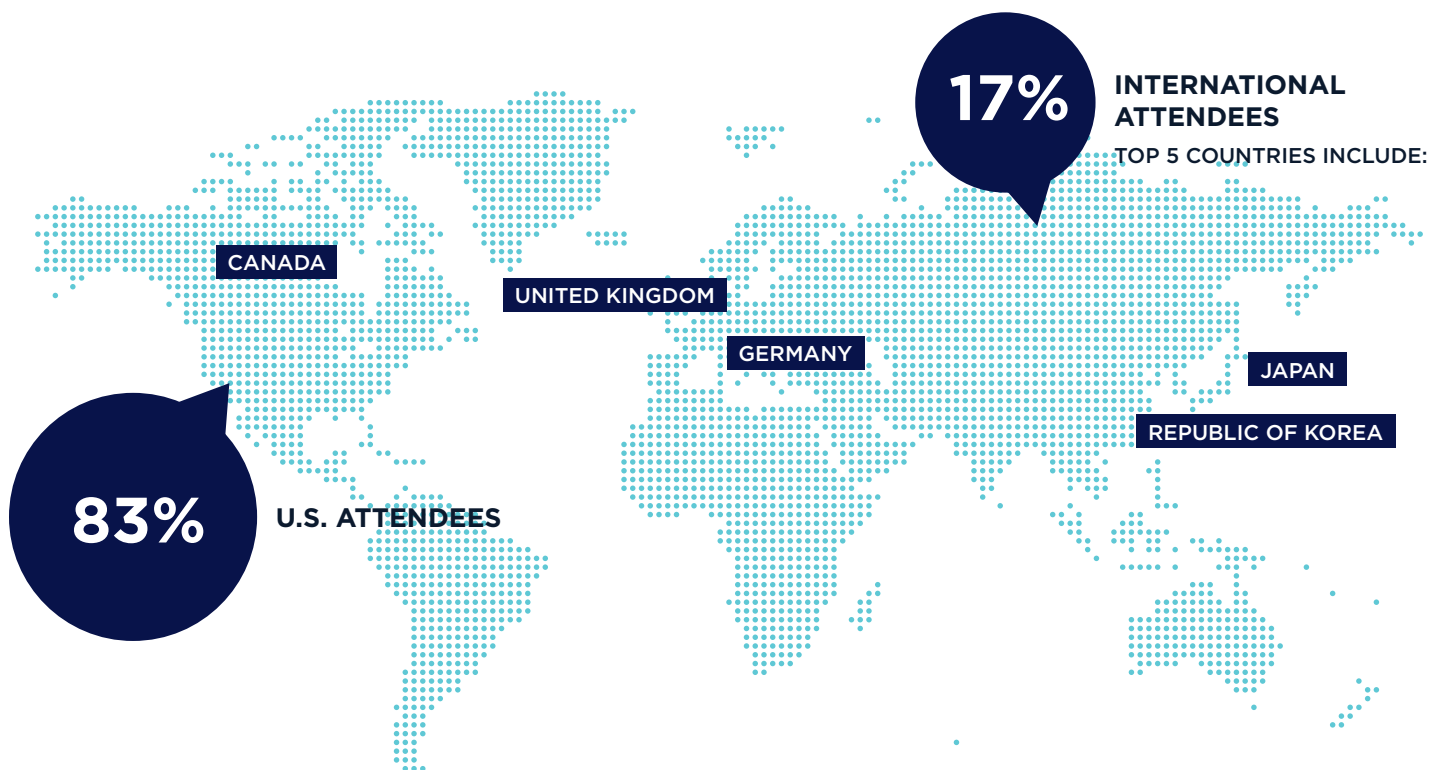 17%
INTERNATIONAL
ATTENDEES
TOP 5 COUNTRIES INCLUDE:
CANADA
UNITED KINGDOM
GERMANY
JAPAN
REPUBLIC OF KOREA
83%
U.S. ATTENDEES